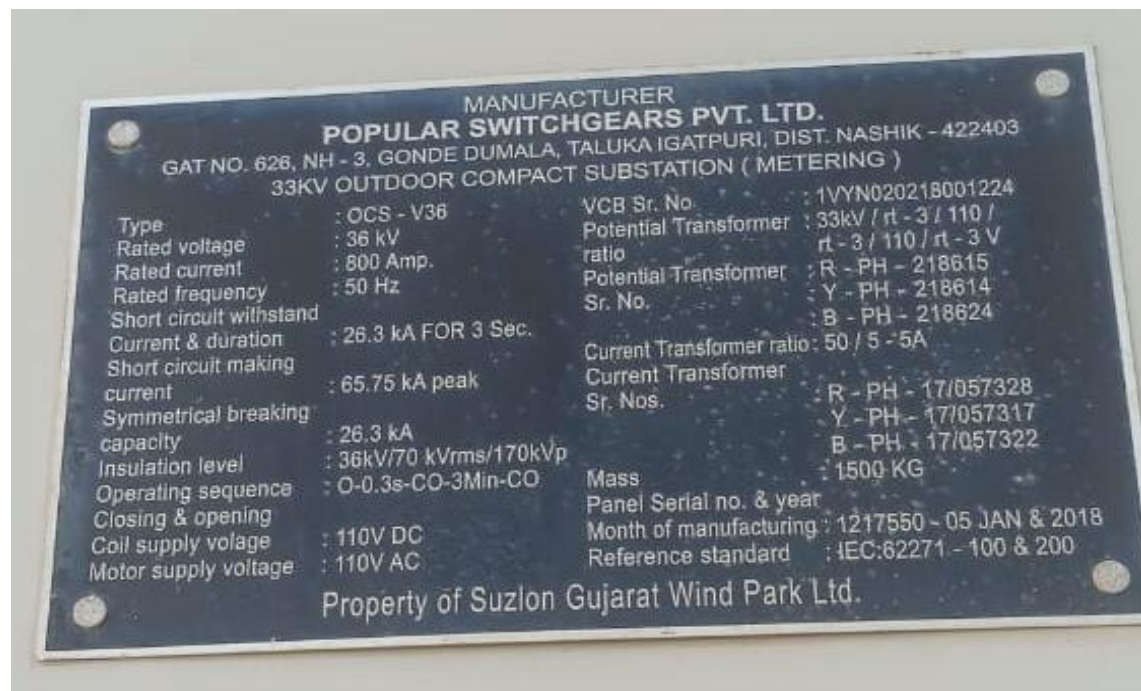 MANUFACTURER
POPULAR SWITCHGEARS PVT. LTD.
GAT NO. 626, NH - 3, GONDE DUMALA, TALUKA IGATPURI, DIST. NASHIK - 422403
33KV OUTDOOR COMPACT SUBSTATION ( METERING )
Type : OCS - V36
Rated voltage : 36 kV
Rated current : 800 Amp.
Rated frequency : 50 Hz
Short circuit withstand
Current & duration : 26.3 kA FOR 3 Sec.
Short circuit making
current : 65.75 kA peak
Symmetrical breaking
capacity : 26.3 kA
Insulation level : 36kV/70 kVrms/170kVp
Operating sequence : O-0.3s-CO-3Min-CO
Closing & opening
Coil supply volage : 110V DC
Motor supply voltage : 110V AC
VCB Sr. No : 1VYN020218001224
Potential Transformer : 33kV / rt - 3 / 110 /
ratio rt - 3 / 110 / rt - 3 V
Potential Transformer : R - PH - 218615
Sr. No. : Y - PH - 218614
: B - PH - 218624
Current Transformer ratio : 50 / 5 - 5A
Current Transformer
Sr. Nos. : R - PH - 17/057328
Y - PH - 17/057317
B - PH - 17/057322
Mass : 1500 KG
Panel Serial no. & year
Month of manufacturing : 1217550 - 05 JAN & 2018
Reference standard : IEC:62271 - 100 & 200
Property of Suzlon Gujarat Wind Park Ltd.